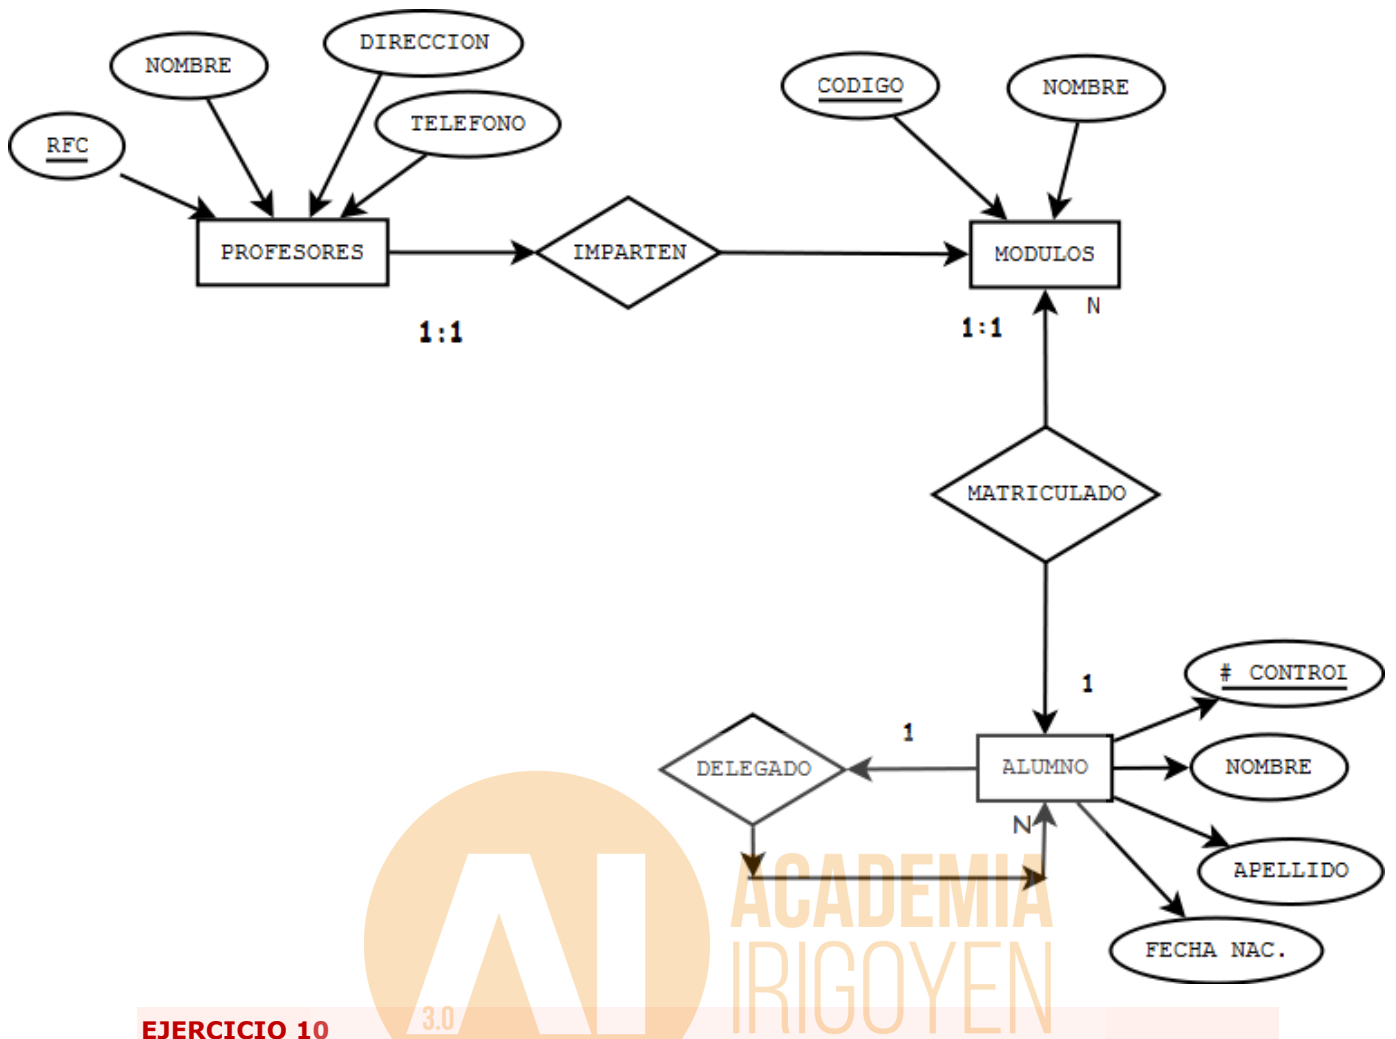 DIRECCION
NOMBRE
TELEFONO
RFC
CODIGO
NOMBRE
PROFESORES
IMPARTEN
MODULOS
1:1
1:1
N
MATRICULADO
1
# CONTROL
DELEGADO
1
ALUMNO
NOMBRE
N
APELLIDO
FECHA NAC.
ACADEMIA
IRIGOYEN
AI
3.0
EJERCICIO 10